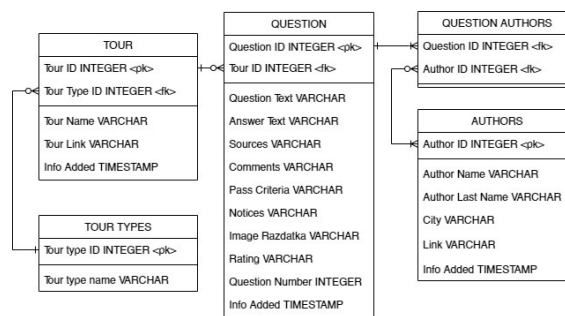 TOUR
Tour ID INTEGER <pk>
Tour Type ID INTEGER <fk>
Tour Name VARCHAR
Tour Link VARCHAR
Info Added TIMESTAMP
TOUR TYPES
Tour type ID INTEGER <pk>
Tour type name VARCHAR
QUESTION
Question ID INTEGER <pk>
Tour ID INTEGER <fk>
Question Text VARCHAR
Answer Text VARCHAR
Sources VARCHAR
Comments VARCHAR
Pass Criteria VARCHAR
Notices VARCHAR
Image Razdatka VARCHAR
Rating VARCHAR
Question Number INTEGER
Info Added TIMESTAMP
QUESTION AUTHORS
Question ID INTEGER <fk>
Author ID INTEGER <fk>
AUTHORS
Author ID INTEGER <pk>
Author Name VARCHAR
Author Last Name VARCHAR
City VARCHAR
Link VARCHAR
Info Added TIMESTAMP